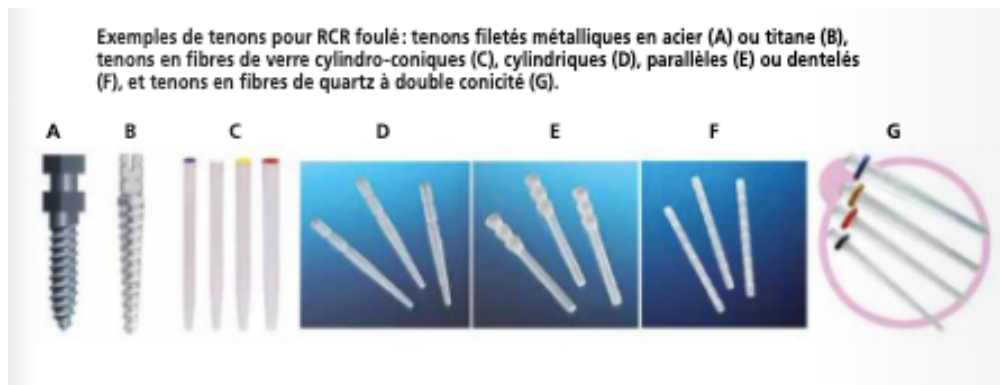 Exemples de tenons pour RCR foulé: tenons filetés métalliques en acier (A) ou titane (B),
tenons en fibres de verre cylindro-coniques (C), cylindriques (D), parallèles (E) ou dentelés
(F), et tenons en fibres de quartz à double conicité (G).
A B C D E F G